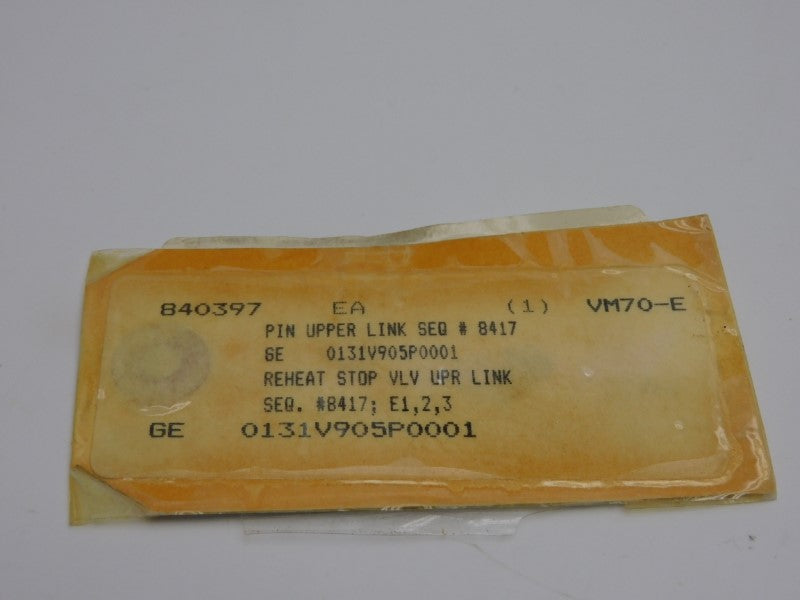 840397 EA (1) VM70-E
PIN UPPER LINK SEQ # 8417
GE 0131V905P0001
REHEAT STOP VLV UPR LINK
SEQ. #8417; E1,2,3
GE 0131V905P0001